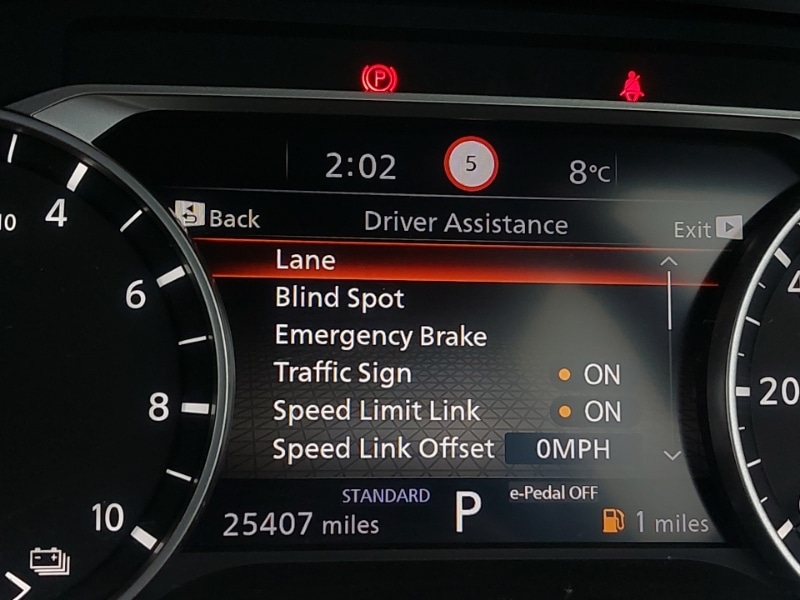 P
2:02 5 8°C
Back Driver Assistance Exit
Lane
Blind Spot
Emergency Brake
Traffic Sign ON
Speed Limit Link ON
Speed Link Offset 0MPH
STANDARD P e-Pedal OFF
25407 miles 1 miles
4
6
8
10
20